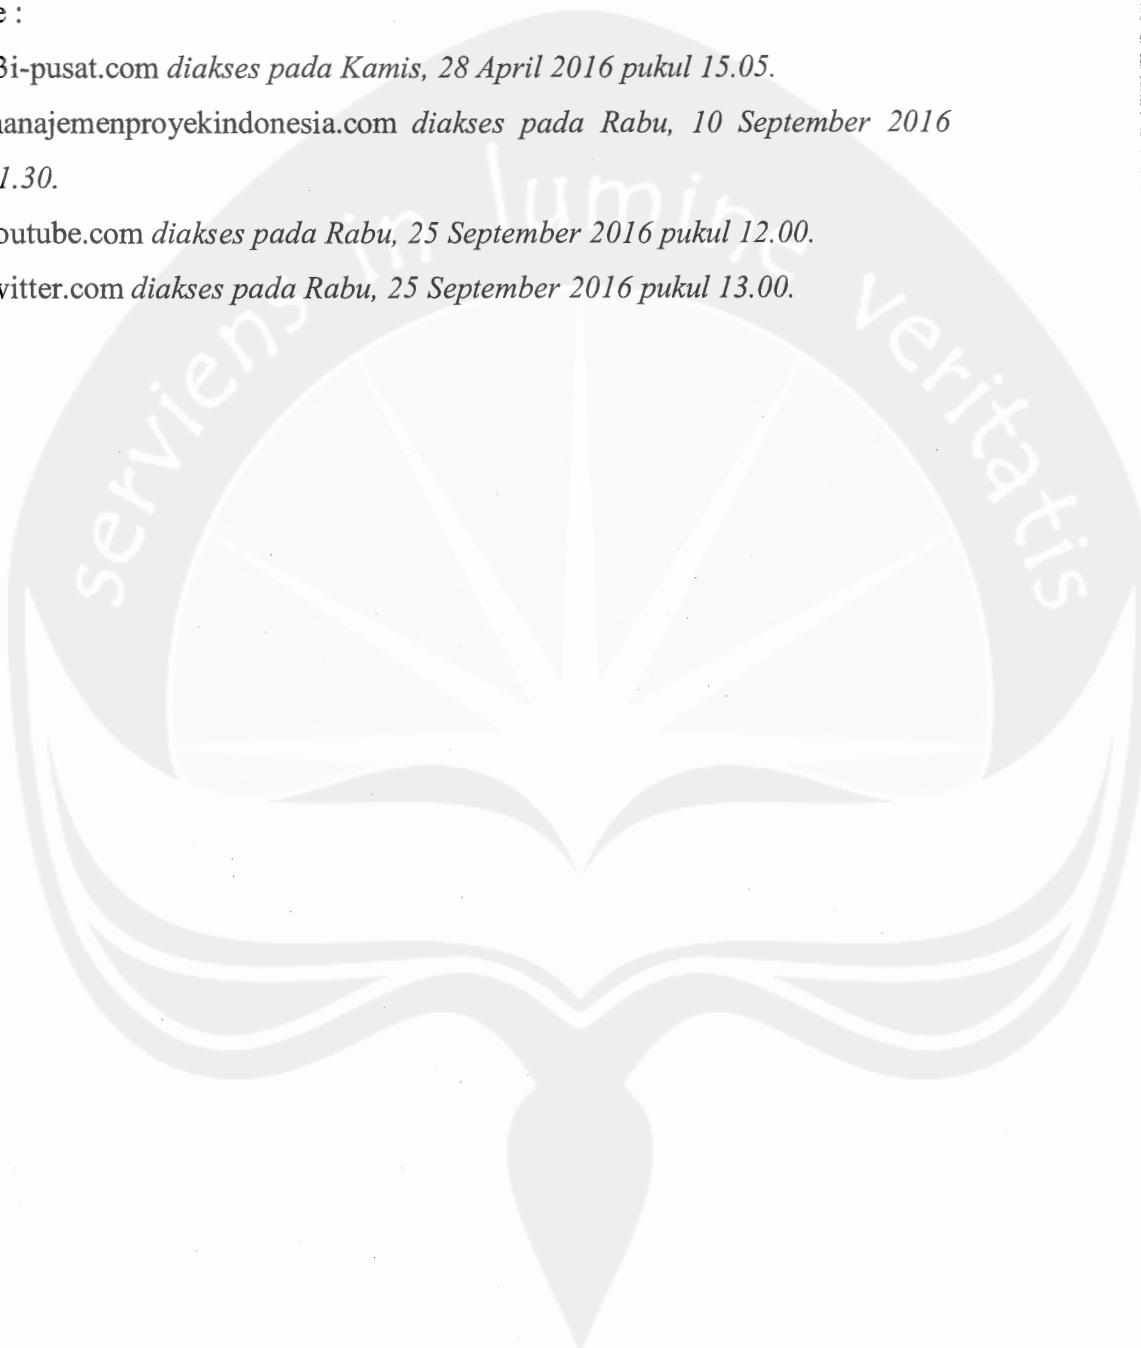 e :
3i-pusat.com diakses pada Kamis, 28 April 2016 pukul 15.05.
nanajemenproyekindonesia.com diakses pada Rabu, 10 September 2016
1.30.
outube.com diakses pada Rabu, 25 September 2016 pukul 12.00.
vitter.com diakses pada Rabu, 25 September 2016 pukul 13.00.
serviens in lumine veritatis